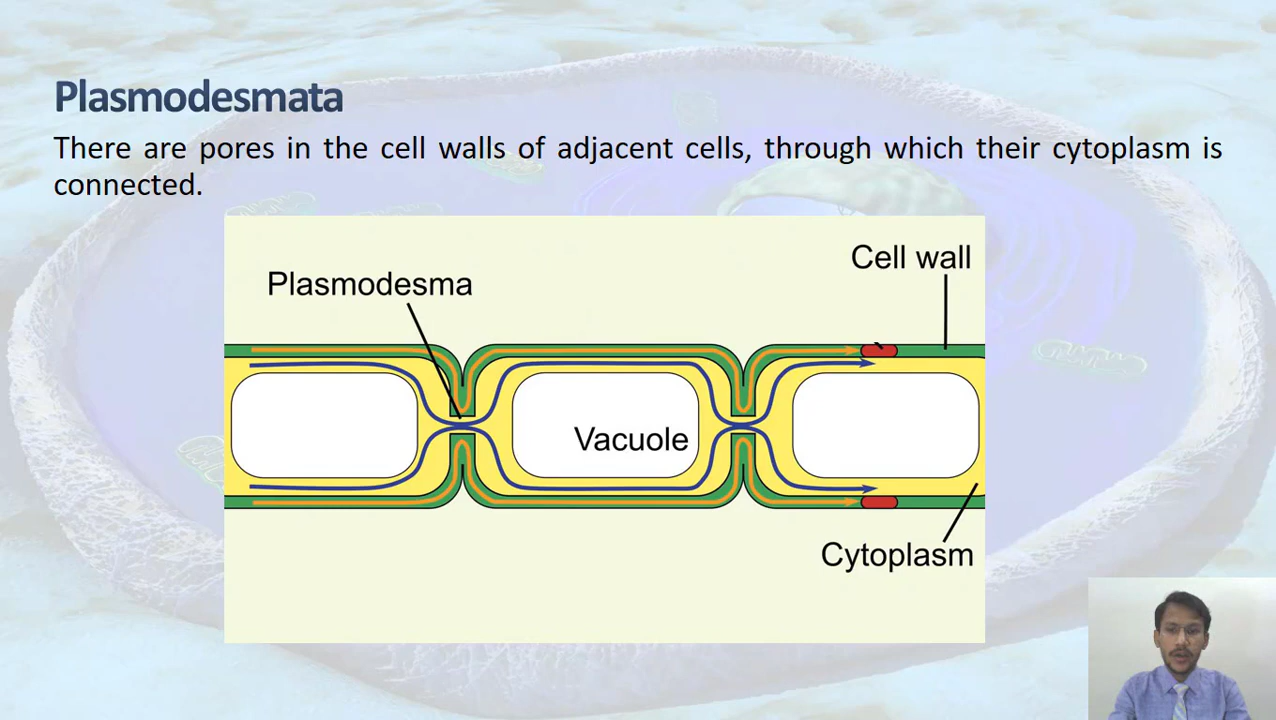 Plasmodesmata
There are pores in the cell walls of adjacent cells, through which their cytoplasm is
connected.
Cell wall
Plasmodesma
Vacuole
Cytoplasm